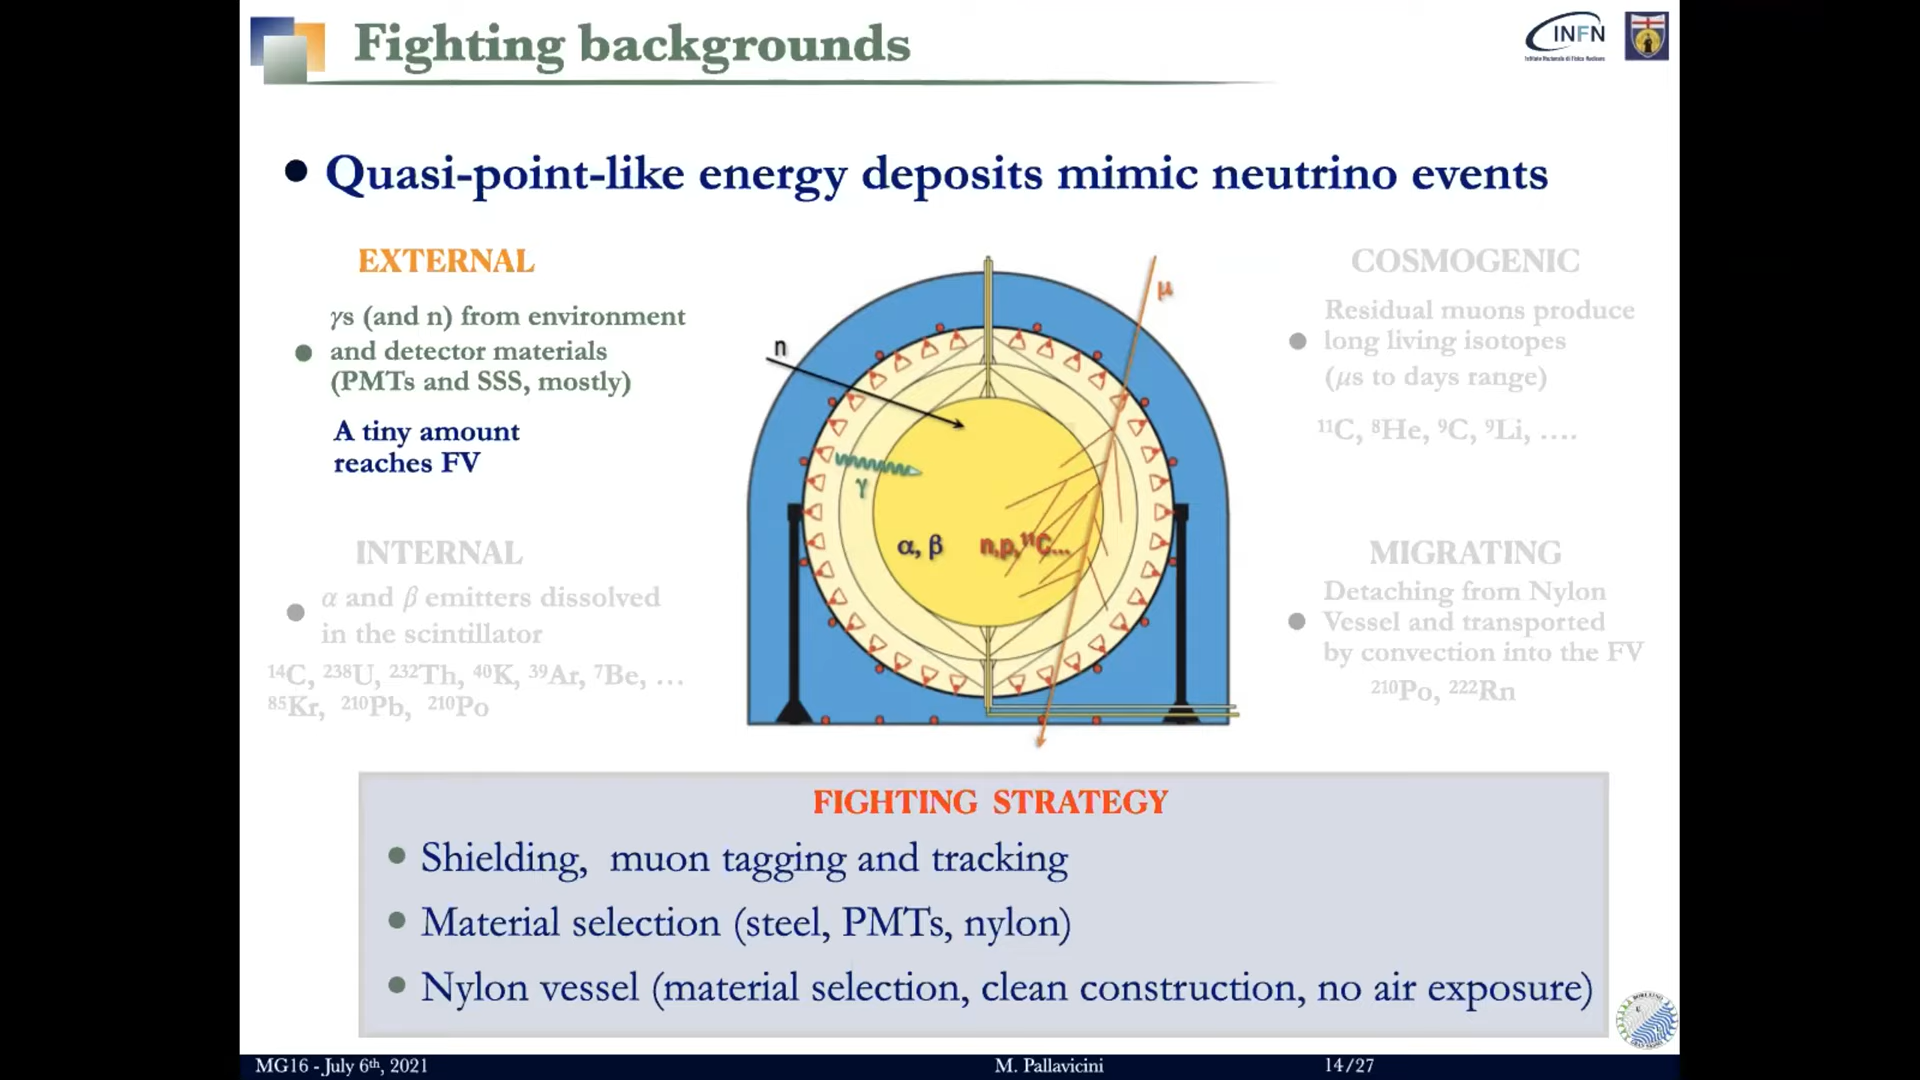 Fighting backgrounds
INFN
Istituto Nazionale di Fisica Nucleare
• Quasi-point-like energy deposits mimic neutrino events
EXTERNAL
γs (and n) from environment
• and detector materials
(PMTs and SSS, mostly)
A tiny amount
reaches FV
INTERNAL
α and β emitters dissolved
• in the scintillator
¹⁴C, ²³⁸U, ²³²Th, ⁴⁰K, ³⁹Ar, ⁷Be, …
⁸⁵Kr, ²¹⁰Pb, ²¹⁰Po
μ
n
γ
α, β
n,p,¹¹C...
COSMOGENIC
Residual muons produce
• long living isotopes
(μs to days range)
¹¹C, ⁸He, ⁹C, ⁹Li, ….
MIGRATING
Detaching from Nylon
• Vessel and transported
by convection into the FV
²¹⁰Po, ²²²Rn
FIGHTING STRATEGY
• Shielding, muon tagging and tracking
• Material selection (steel, PMTs, nylon)
• Nylon vessel (material selection, clean construction, no air exposure)
MG16 - July 6ᵗʰ, 2021
M. Pallavicini
14/27